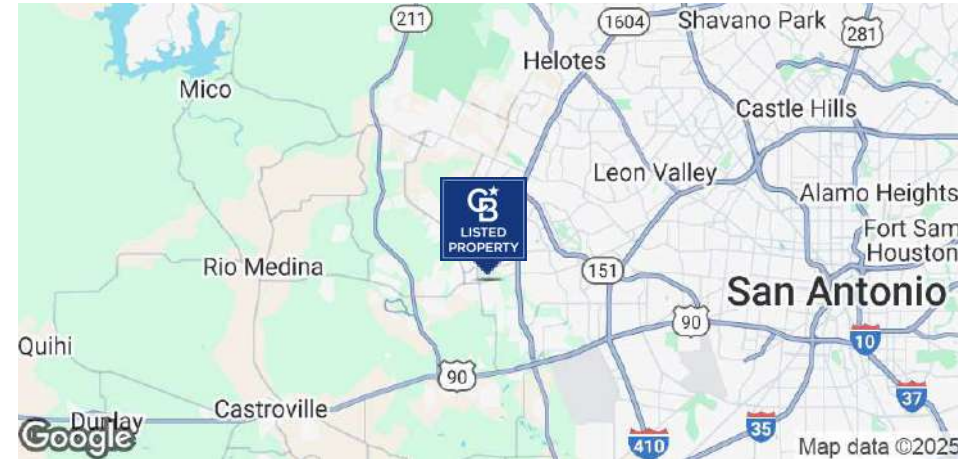 211
1604
Shavano Park
281
Helotes
Mico
Castle Hills
Leon Valley
Alamo Heights
CB
LISTED
PROPERTY
Fort Sam
Houston
Rio Medina
151
San Antonio
90
10
Quihi
90
37
Castroville
Dunlay
35
Google
410
Map data ©2025